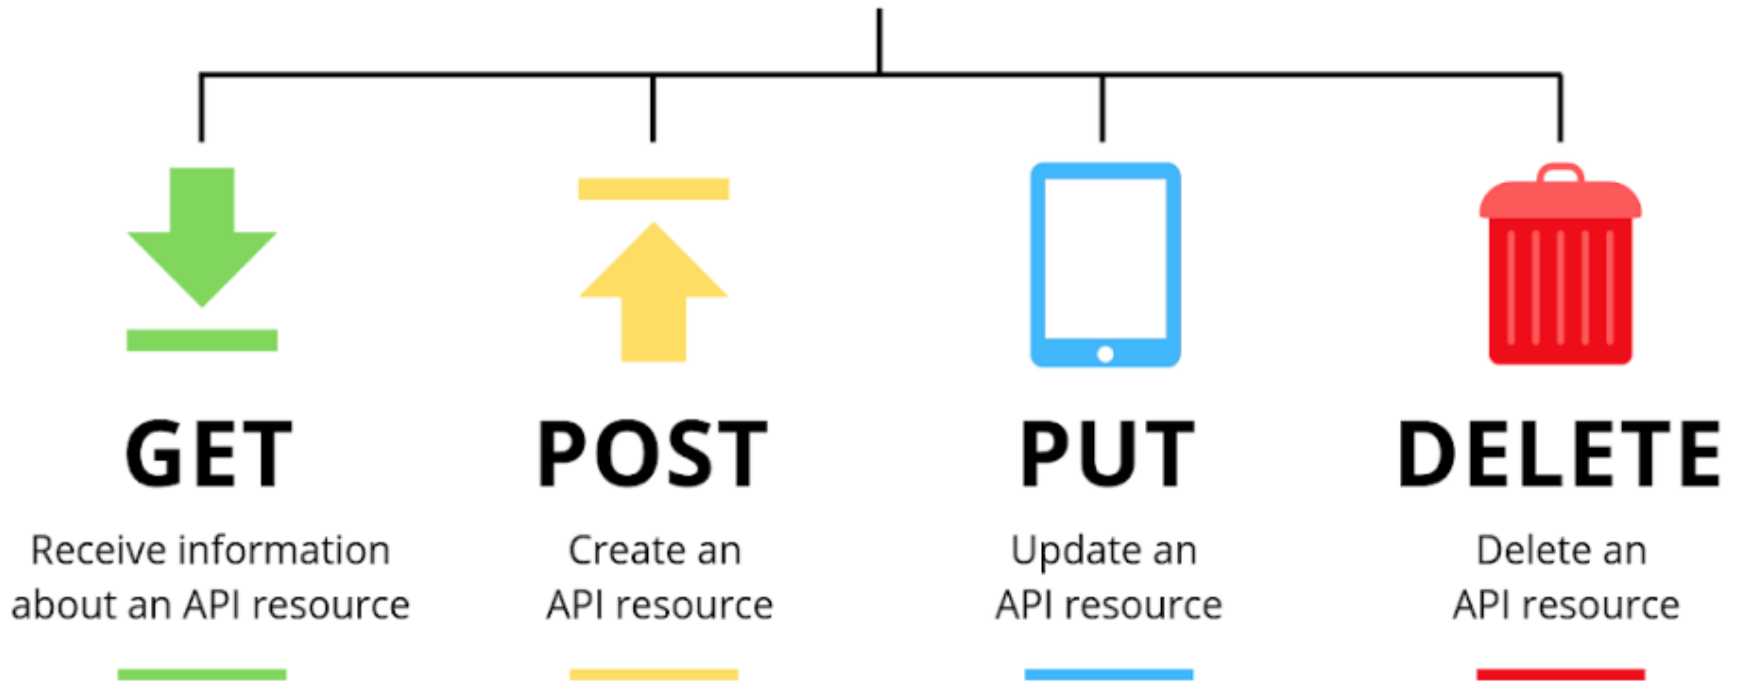 GET
Receive information
about an API resource
POST
Create an
API resource
PUT
Update an
API resource
DELETE
Delete an
API resource